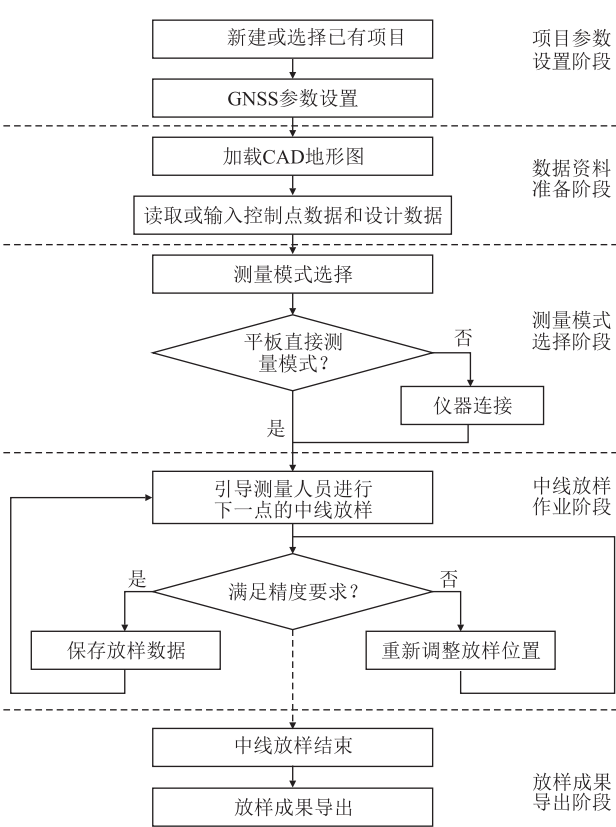 新建或选择已有项目
项目参数
设置阶段
GNSS参数设置
加载CAD地形图
数据资料
准备阶段
读取或输入控制点数据和设计数据
测量模式选择
测量模式
选择阶段
平板直接测
量模式？
否
仪器连接
是
引导测量人员进行
下一点的中线放样
中线放样
作业阶段
满足精度要求？
是
否
保存放样数据
重新调整放样位置
中线放样结束
放样成果
导出阶段
放样成果导出